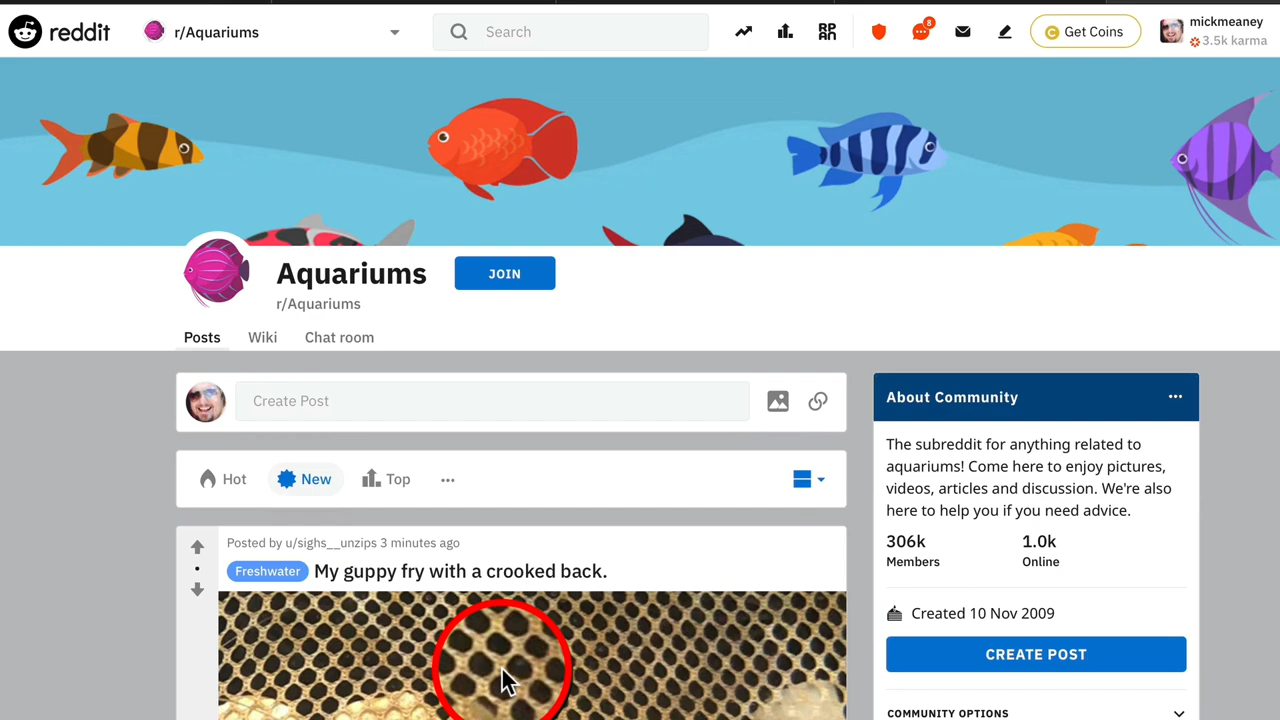 reddit
r/Aquariums
Search
8
Get Coins
mickmeaney
3.5k karma
Aquariums
JOIN
r/Aquariums
Posts Wiki Chat room
Create Post
Hot New Top
Posted by u/sighs__unzips 3 minutes ago
Freshwater My guppy fry with a crooked back.
About Community
The subreddit for anything related to
aquariums! Come here to enjoy pictures,
videos, articles and discussion. We're also
here to help you if you need advice.
306k 1.0k
Members Online
Created 10 Nov 2009
CREATE POST
COMMUNITY OPTIONS